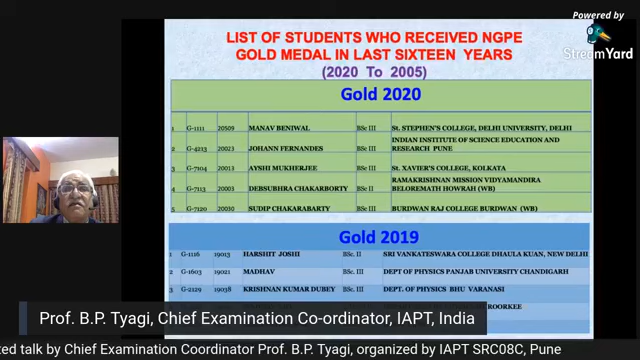 Powered by
StreamYard
LIST OF STUDENTS WHO RECEIVED NGPE
GOLD MEDAL IN LAST SIXTEEN YEARS
(2020 To 2005)
Gold 2020
1 G-1111 20509 MANAV BENIWAL BSc III St. STEPHEN'S COLLEGE, DELHI UNIVERSITY, DELHI
2 G-4213 20023 JOHANN FERNANDES BSc III INDIAN INSTITUTE OF SCIENCE EDUCATION AND
RESEARCH PUNE
3 G-7104 20023 AYSHI MUKHERJEE BSc III ST. XAVIER'S COLLEGE, KOLKATA
4 G-7113 20003 DEBSUBHRA CHAKARBORTY BSc II RAMAKRISHNAN MISSION VIDYAMANDIRA
BELOREMATH HOWRAH (WB)
5 G-7120 20030 SUDIP CHAKARABARTY BSc III BURDWAN RAJ COLLEGE BURDWAN (WB)
Gold 2019
1 G-1116 19013 HARSHIT JOSHI BSc. II SRI VANKATESWARA COLLEGE DHAULA KUAN, NEW DELHI
2 G-1603 19021 MADHAV BSc. III DEPT OF PHYSICS PANJAB UNIVERSITY CHANDIGARH
3 G-2129 19038 KRISHNAN KUMAR DUBEY BSc. III DEPT. OF PHYSICS BHU VARANASI
ROORKEE
Prof. B.P. Tyagi, Chief Examination Co-ordinator, IAPT, India
ted talk by Chief Examination Coordinator Prof. B.P. Tyagi, organized by IAPT SRC08C, Pune